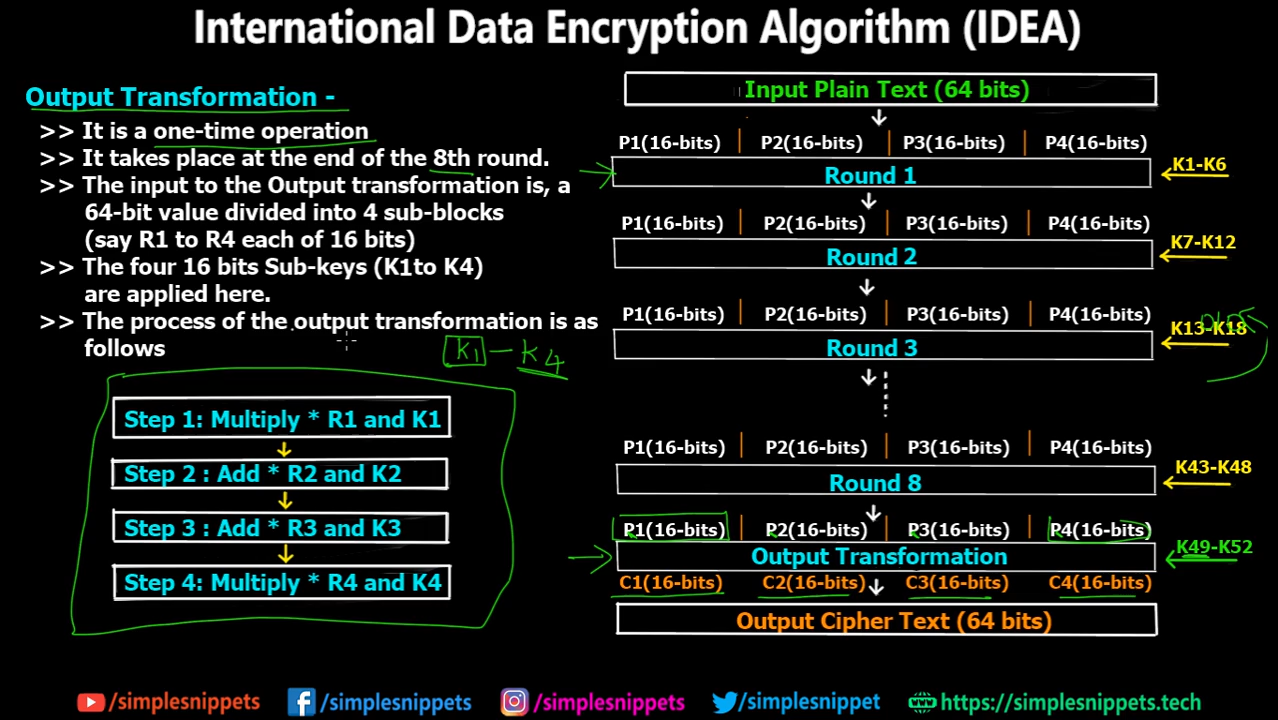 International Data Encryption Algorithm (IDEA)
Output Transformation -
>> It is a one-time operation
>> It takes place at the end of the 8th round.
>> The input to the Output transformation is, a
64-bit value divided into 4 sub-blocks
(say R1 to R4 each of 16 bits)
>> The four 16 bits Sub-keys (K1to K4)
are applied here.
>> The process of the output transformation is as
follows
K1 - K4
Step 1: Multiply * R1 and K1
Step 2 : Add * R2 and K2
Step 3 : Add * R3 and K3
Step 4: Multiply * R4 and K4
Input Plain Text (64 bits)
P1(16-bits) P2(16-bits) P3(16-bits) P4(16-bits)
Round 1
K1-K6
P1(16-bits) P2(16-bits) P3(16-bits) P4(16-bits)
Round 2
K7-K12
P1(16-bits) P2(16-bits) P3(16-bits) P4(16-bits)
Round 3
K13-K18
P1(16-bits) P2(16-bits) P3(16-bits) P4(16-bits)
Round 8
K43-K48
P1(16-bits) P2(16-bits) P3(16-bits) P4(16-bits)
Output Transformation
K49-K52
C1(16-bits) C2(16-bits) C3(16-bits) C4(16-bits)
Output Cipher Text (64 bits)
/simplesnippets /simplesnippets /simplesnippets /simplesnippets https://simplesnippets.tech